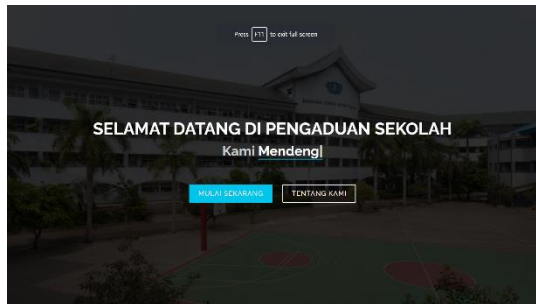 Press F11 to exit full screen
SELAMAT DATANG DI PENGADUAN SEKOLAH
Kami Mendeng|
MULAI SEKARANG
TENTANG KAMI